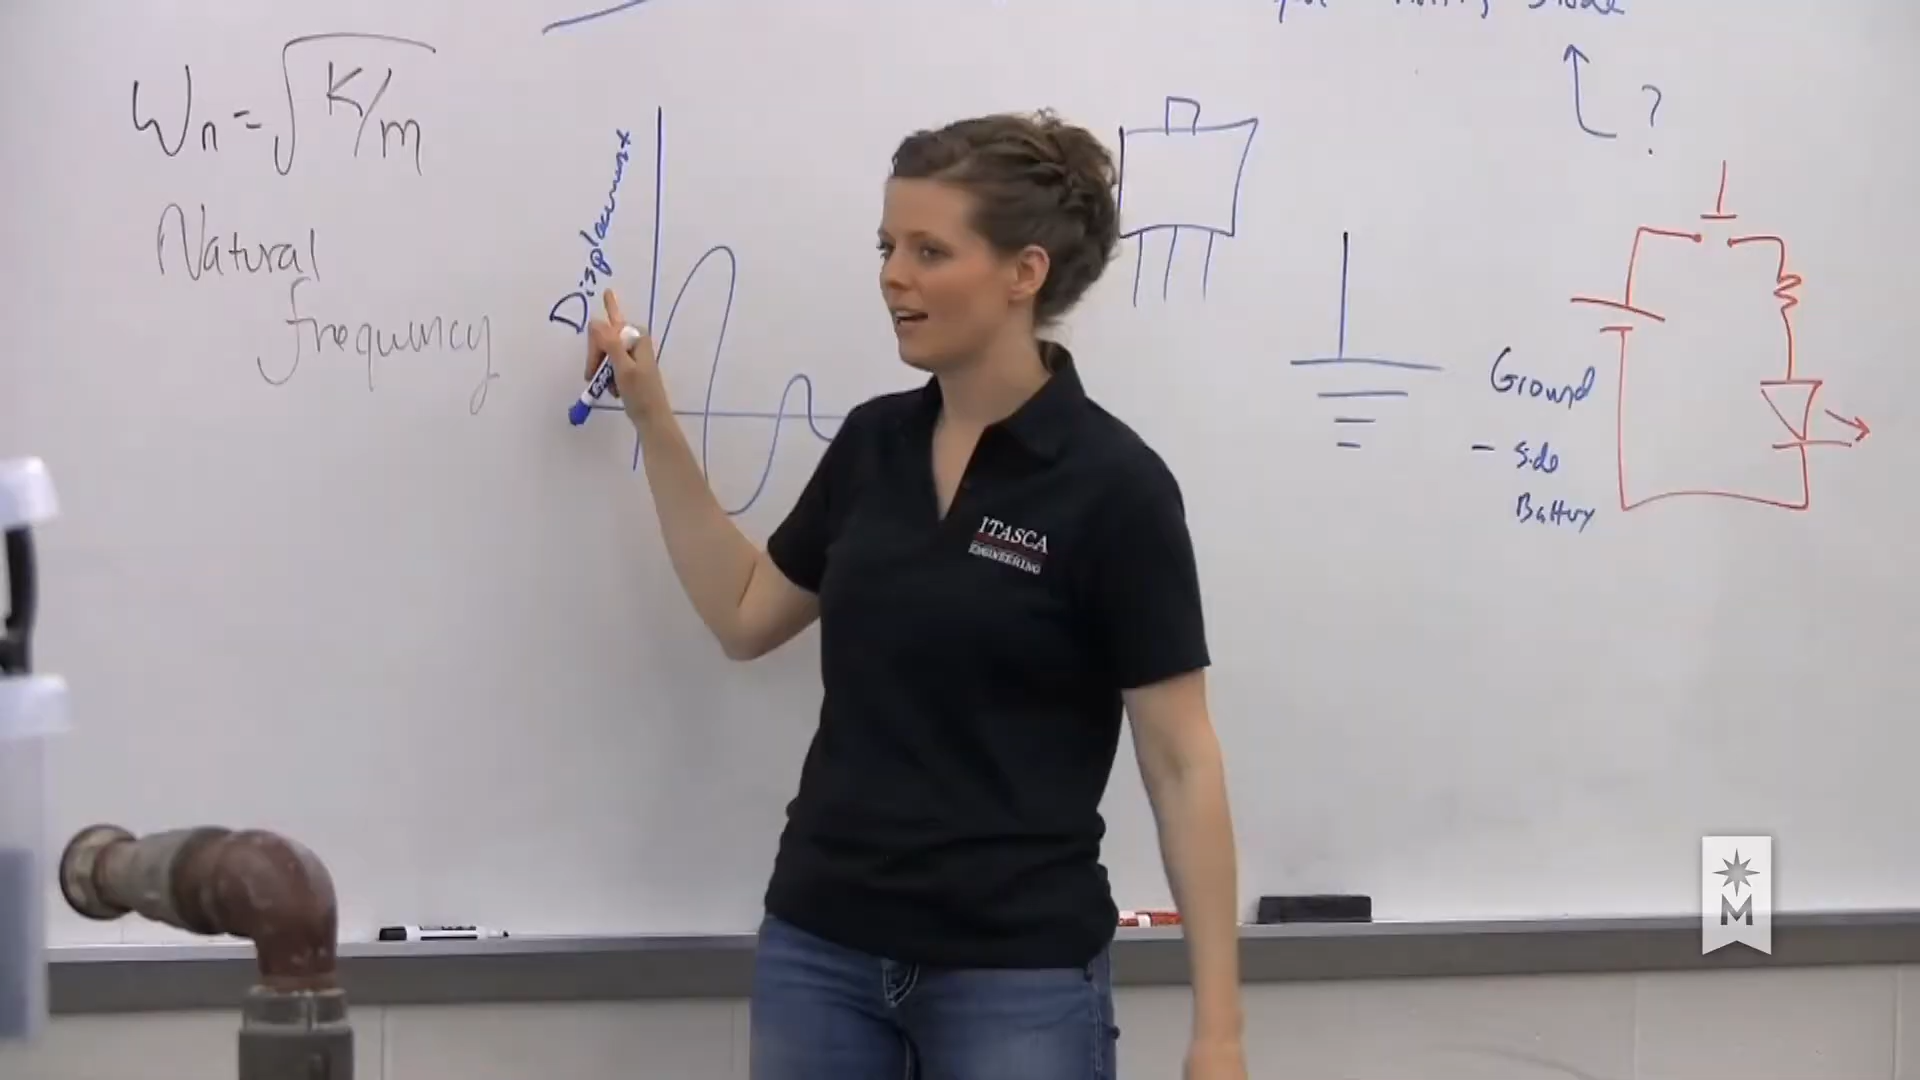 Wn = √K/m
Natural
frequency
Displacement
?
Ground
- Side
Battery
ITASCA
ENGINEERING
M